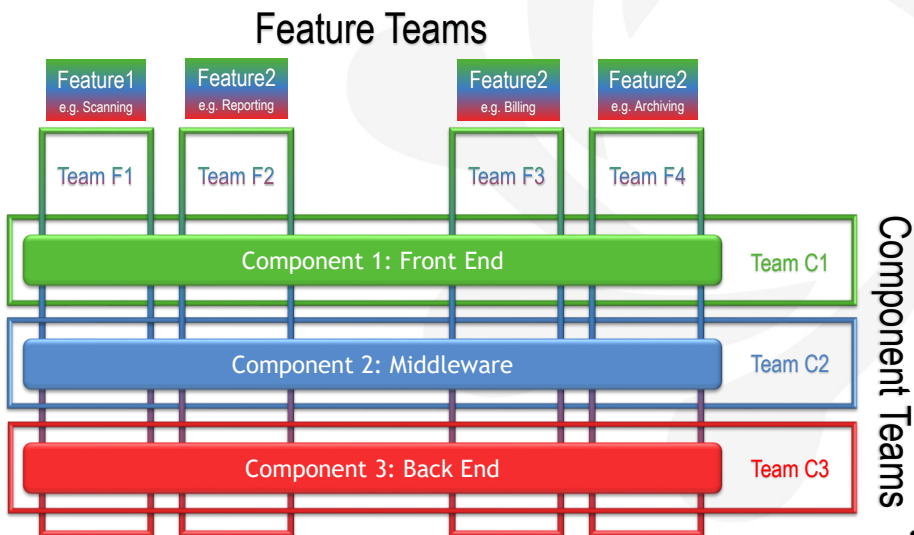 Feature Teams
Feature1
e.g. Scanning
Feature2
e.g. Reporting
Feature2
e.g. Billing
Feature2
e.g. Archiving
Team F1
Team F2
Team F3
Team F4
Component 1: Front End
Team C1
Component 2: Middleware
Team C2
Component 3: Back End
Team C3
Component Teams